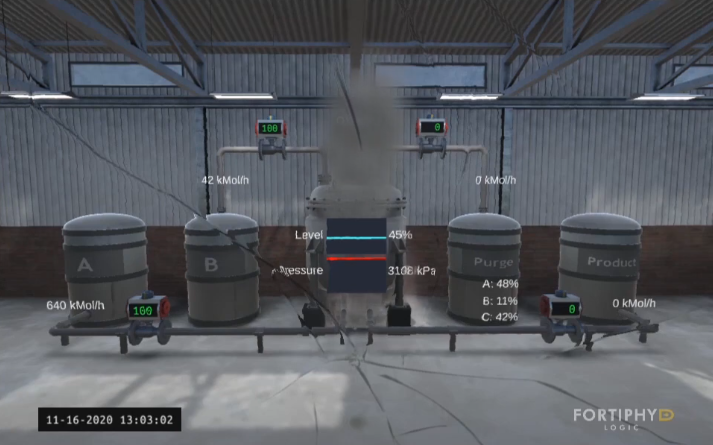 100
0
42 kMol/h
0 kMol/h
Level 45%
Pressure 3108 kPa
A
B
Purge
Product
A: 48%
B: 11%
C: 42%
640 kMol/h
100
0
0 kMol/h
11-16-2020 13:03:02
FORTIPHYD
LOGIC